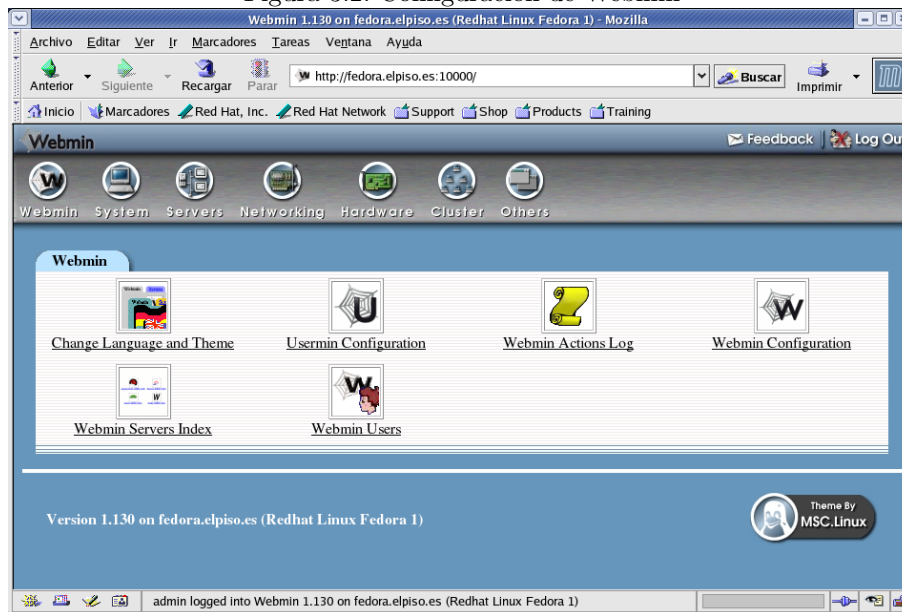 Webmin 1.130 on fedora.elpiso.es (Redhat Linux Fedora 1) - Mozilla
Archivo Editar Ver Ir Marcadores Tareas Ventana Ayuda
Anterior Siguiente Recargar Parar http://fedora.elpiso.es:10000/ Buscar Imprimir
Inicio Marcadores Red Hat, Inc. Red Hat Network Support Shop Products Training
Webmin Feedback Log Ou
Webmin System Servers Networking Hardware Cluster Others
Webmin
Change Language and Theme Usermin Configuration Webmin Actions Log Webmin Configuration
Webmin Servers Index Webmin Users
Version 1.130 on fedora.elpiso.es (Redhat Linux Fedora 1)
Theme By
MSC.Linux
admin logged into Webmin 1.130 on fedora.elpiso.es (Redhat Linux Fedora 1)